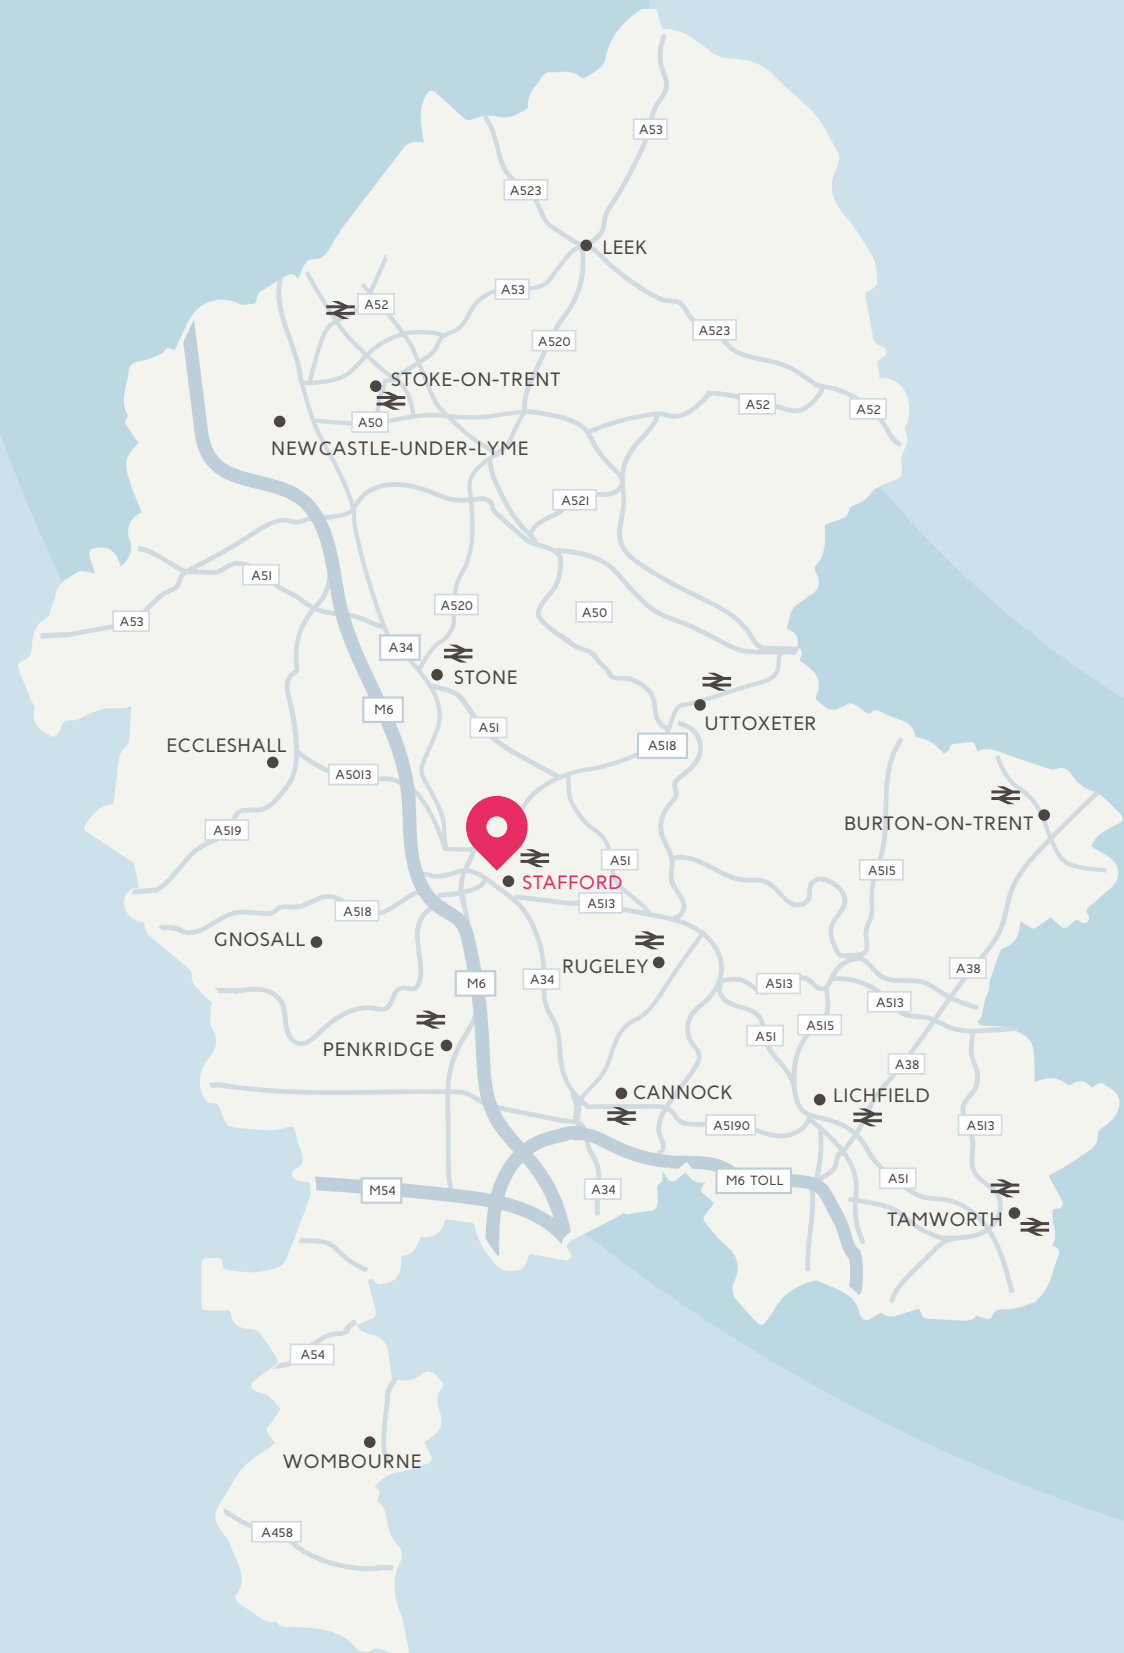 A53
A523
LEEK
A53
A52
A523
A520
STOKE-ON-TRENT
A52
A52
A50
NEWCASTLE-UNDER-LYME
A521
A51
A520
A50
A53
A34
STONE
M6
UTTOXETER
A51
A518
ECCLESHALL
A5013
BURTON-ON-TRENT
A519
A51
A515
STAFFORD
A513
A518
GNOSALL
RUGELEY
A38
M6
A34
A513
A513
A515
A51
PENKRIDGE
A38
CANNOCK
LICHFIELD
A5190
A513
A51
M6 TOLL
M54
A34
TAMWORTH
A54
WOMBOURNE
A458